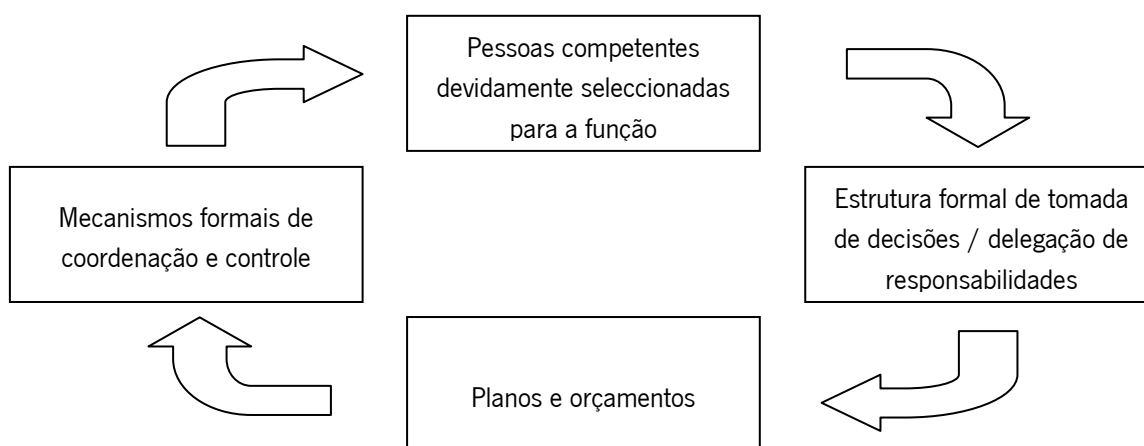 Pessoas competentes
devidamente seleccionadas
para a função
Mecanismos formais de
coordenação e controle
Estrutura formal de tomada
de decisões / delegação de
responsabilidades
Planos e orçamentos